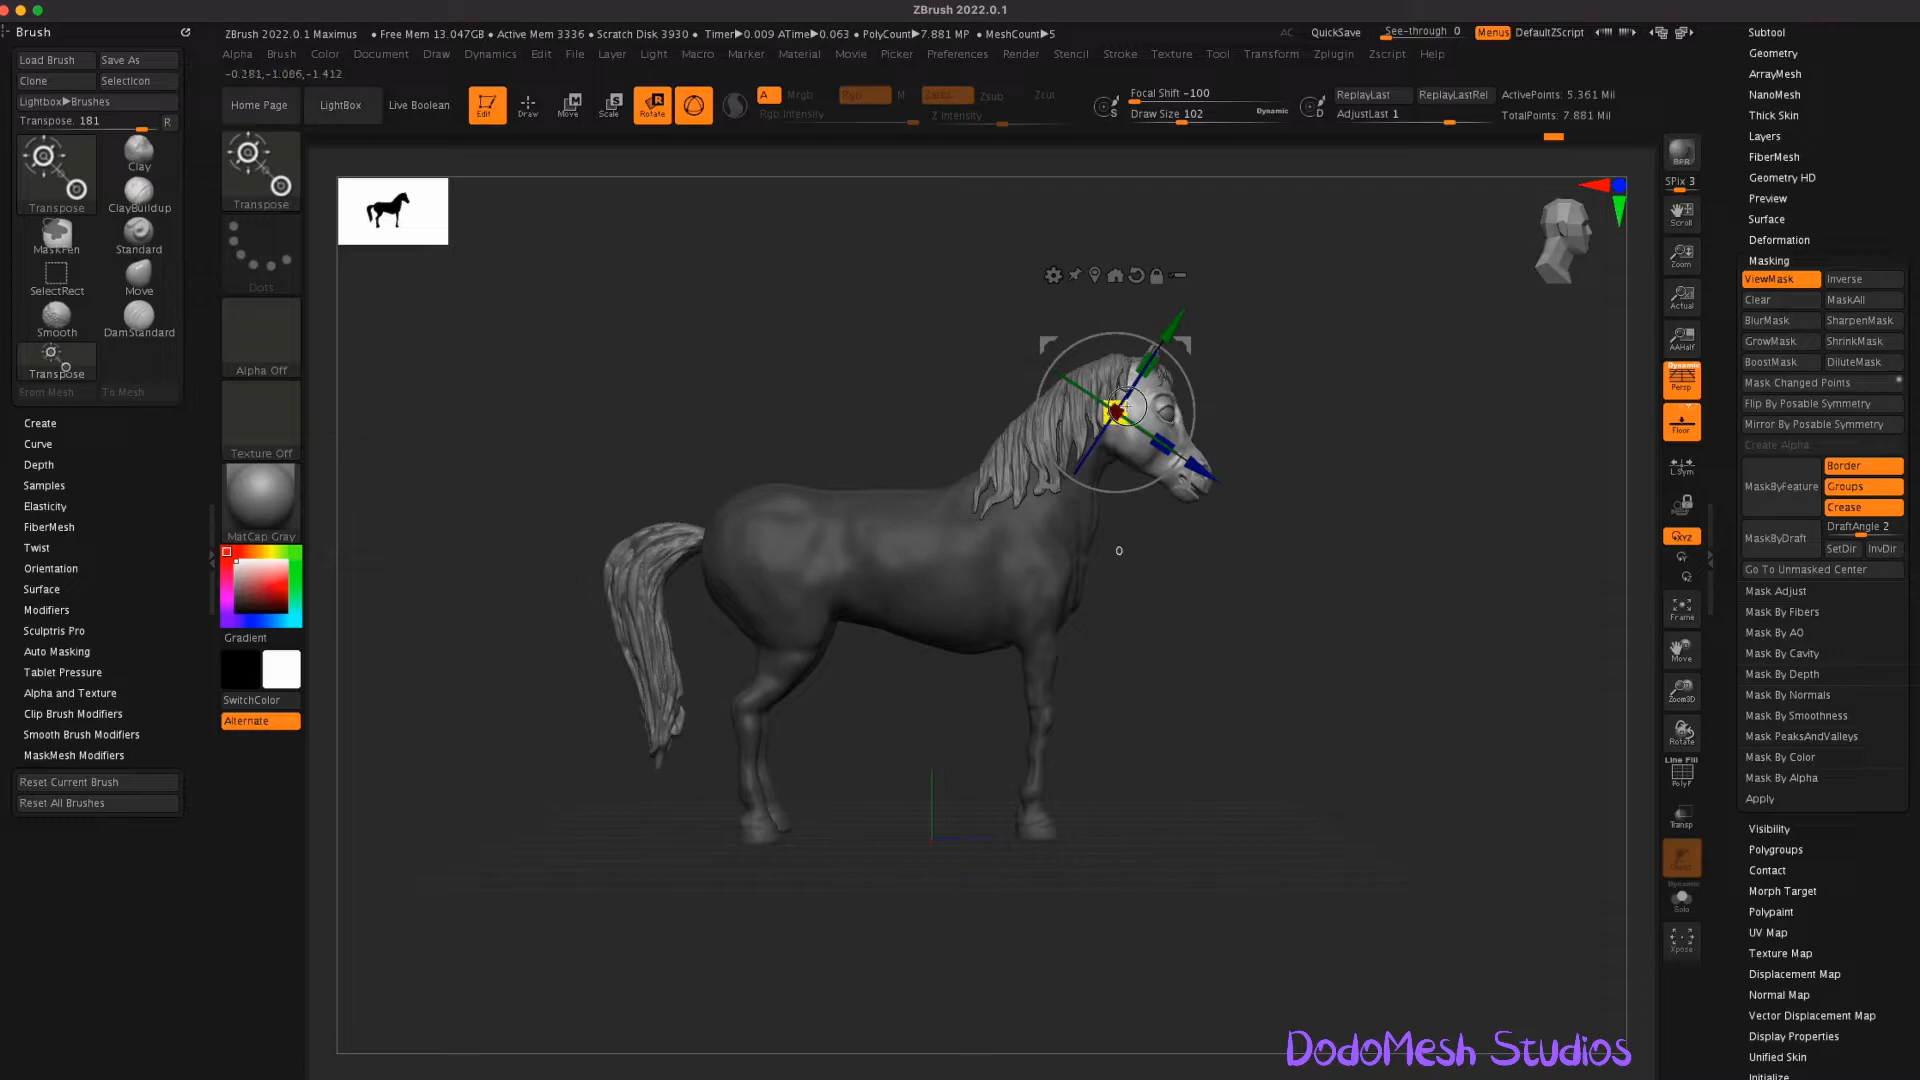 ZBrush 2022.0.1
Brush
Load Brush Save As
Clone SelectIcon
Lightbox▶Brushes
Transpose. 181 R
Transpose
Clay
ClayBuildup
MaskPen Standard
SelectRect Move
Smooth DamStandard
Transpose
From Mesh To Mesh
Create
Curve
Depth
Samples
Elasticity
FiberMesh
Twist
Orientation
Surface
Modifiers
Sculptris Pro
Auto Masking
Tablet Pressure
Alpha and Texture
Clip Brush Modifiers
Smooth Brush Modifiers
MaskMesh Modifiers
Reset Current Brush
Reset All Brushes
ZBrush 2022.0.1 Maximus • Free Mem 13.047GB • Active Mem 3336 • Scratch Disk 3930 • Timer▶0.009 ATime▶0.063 • PolyCount▶7.881 MP • MeshCount▶5
AC QuickSave See-through 0 Menus DefaultZScript
Alpha Brush Color Document Draw Dynamics Edit File Layer Light Macro Marker Material Movie Picker Preferences Render Stencil Stroke Texture Tool Transform Zplugin Zscript Help
-0.281,-1.086,-1.412
Home Page LightBox Live Boolean Edit Draw Move Scale Rotate
A Mrgb Rgb M Zadd Zsub Zcut
Rgb Intensity Z Intensity
S Focal Shift -100
Draw Size 102 Dynamic
D ReplayLast ReplayLastRel ActivePoints: 5.361 Mil
AdjustLast 1 TotalPoints: 7.881 Mil
Transpose
Dots
Alpha Off
Texture Off
MatCap Gray
Gradient
SwitchColor
Alternate
BPR
SPix 3
Scroll
Zoom
Actual
AAHalf
Dynamic
Persp
Floor
L.Sym
XYZ
Frame
Move
Zoom3D
Rotate
Line Fill
PolyF
Transp
Dynamic
Solo
Xpose
Subtool
Geometry
ArrayMesh
NanoMesh
Thick Skin
Layers
FiberMesh
Geometry HD
Preview
Surface
Deformation
Masking
ViewMask Inverse
Clear MaskAll
BlurMask SharpenMask
GrowMask ShrinkMask
BoostMask DiluteMask
Mask Changed Points
Flip By Posable Symmetry
Mirror By Posable Symmetry
Create Alpha
MaskByFeature Border
Groups
Crease
MaskByDraft DraftAngle 2
SetDir InvDir
Go To Unmasked Center
Mask Adjust
Mask By Fibers
Mask By AO
Mask By Cavity
Mask By Depth
Mask By Normals
Mask By Smoothness
Mask PeaksAndValleys
Mask By Color
Mask By Alpha
Apply
Visibility
Polygroups
Contact
Morph Target
Polypaint
UV Map
Texture Map
Displacement Map
Normal Map
Vector Displacement Map
Display Properties
Unified Skin
Initialize
DodoMesh Studios